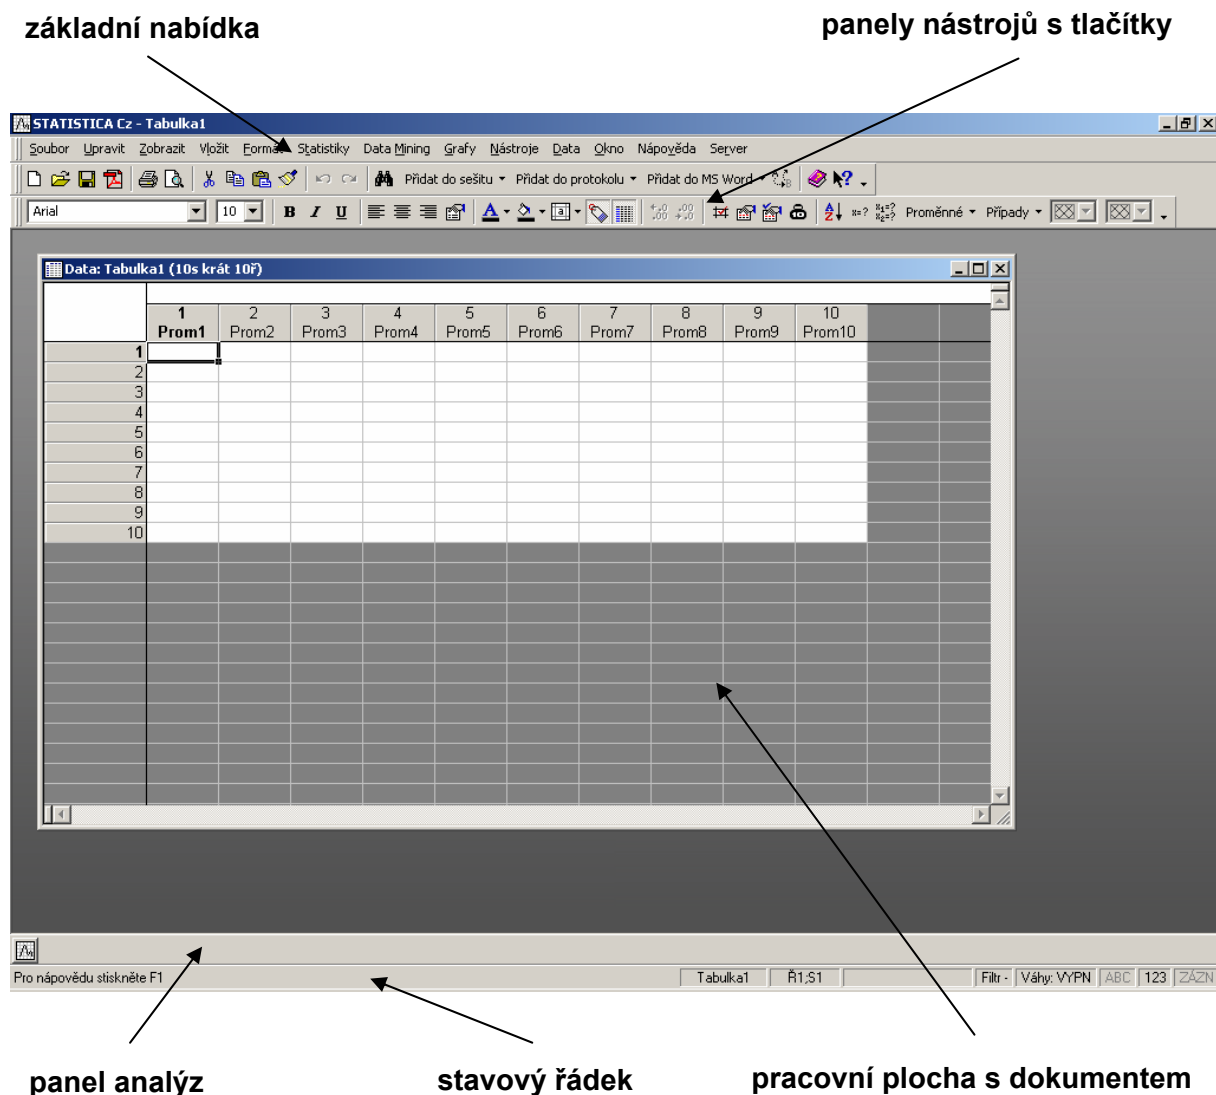 základní nabídka
panely nástrojů s tlačítky
STATISTICA Cz - Tabulka1
Soubor Upravit Zobrazit Vložit Formát Statistiky Data Mining Grafy Nástroje Data Okno Nápověda Server
Přidat do sešitu Přidat do protokolu Přidat do MS Word
Arial 10 B I U A a x=? Proměnné Případy
Data: Tabulka1 (10s krát 10ř)
1 2 3 4 5 6 7 8 9 10
Prom1 Prom2 Prom3 Prom4 Prom5 Prom6 Prom7 Prom8 Prom9 Prom10
1
2
3
4
5
6
7
8
9
10
Pro nápovědu stiskněte F1 Tabulka1 Ř1;S1 Filtr - Váhy: VYPN ABC 123 ZÁZN
panel analýz
stavový řádek
pracovní plocha s dokumentem